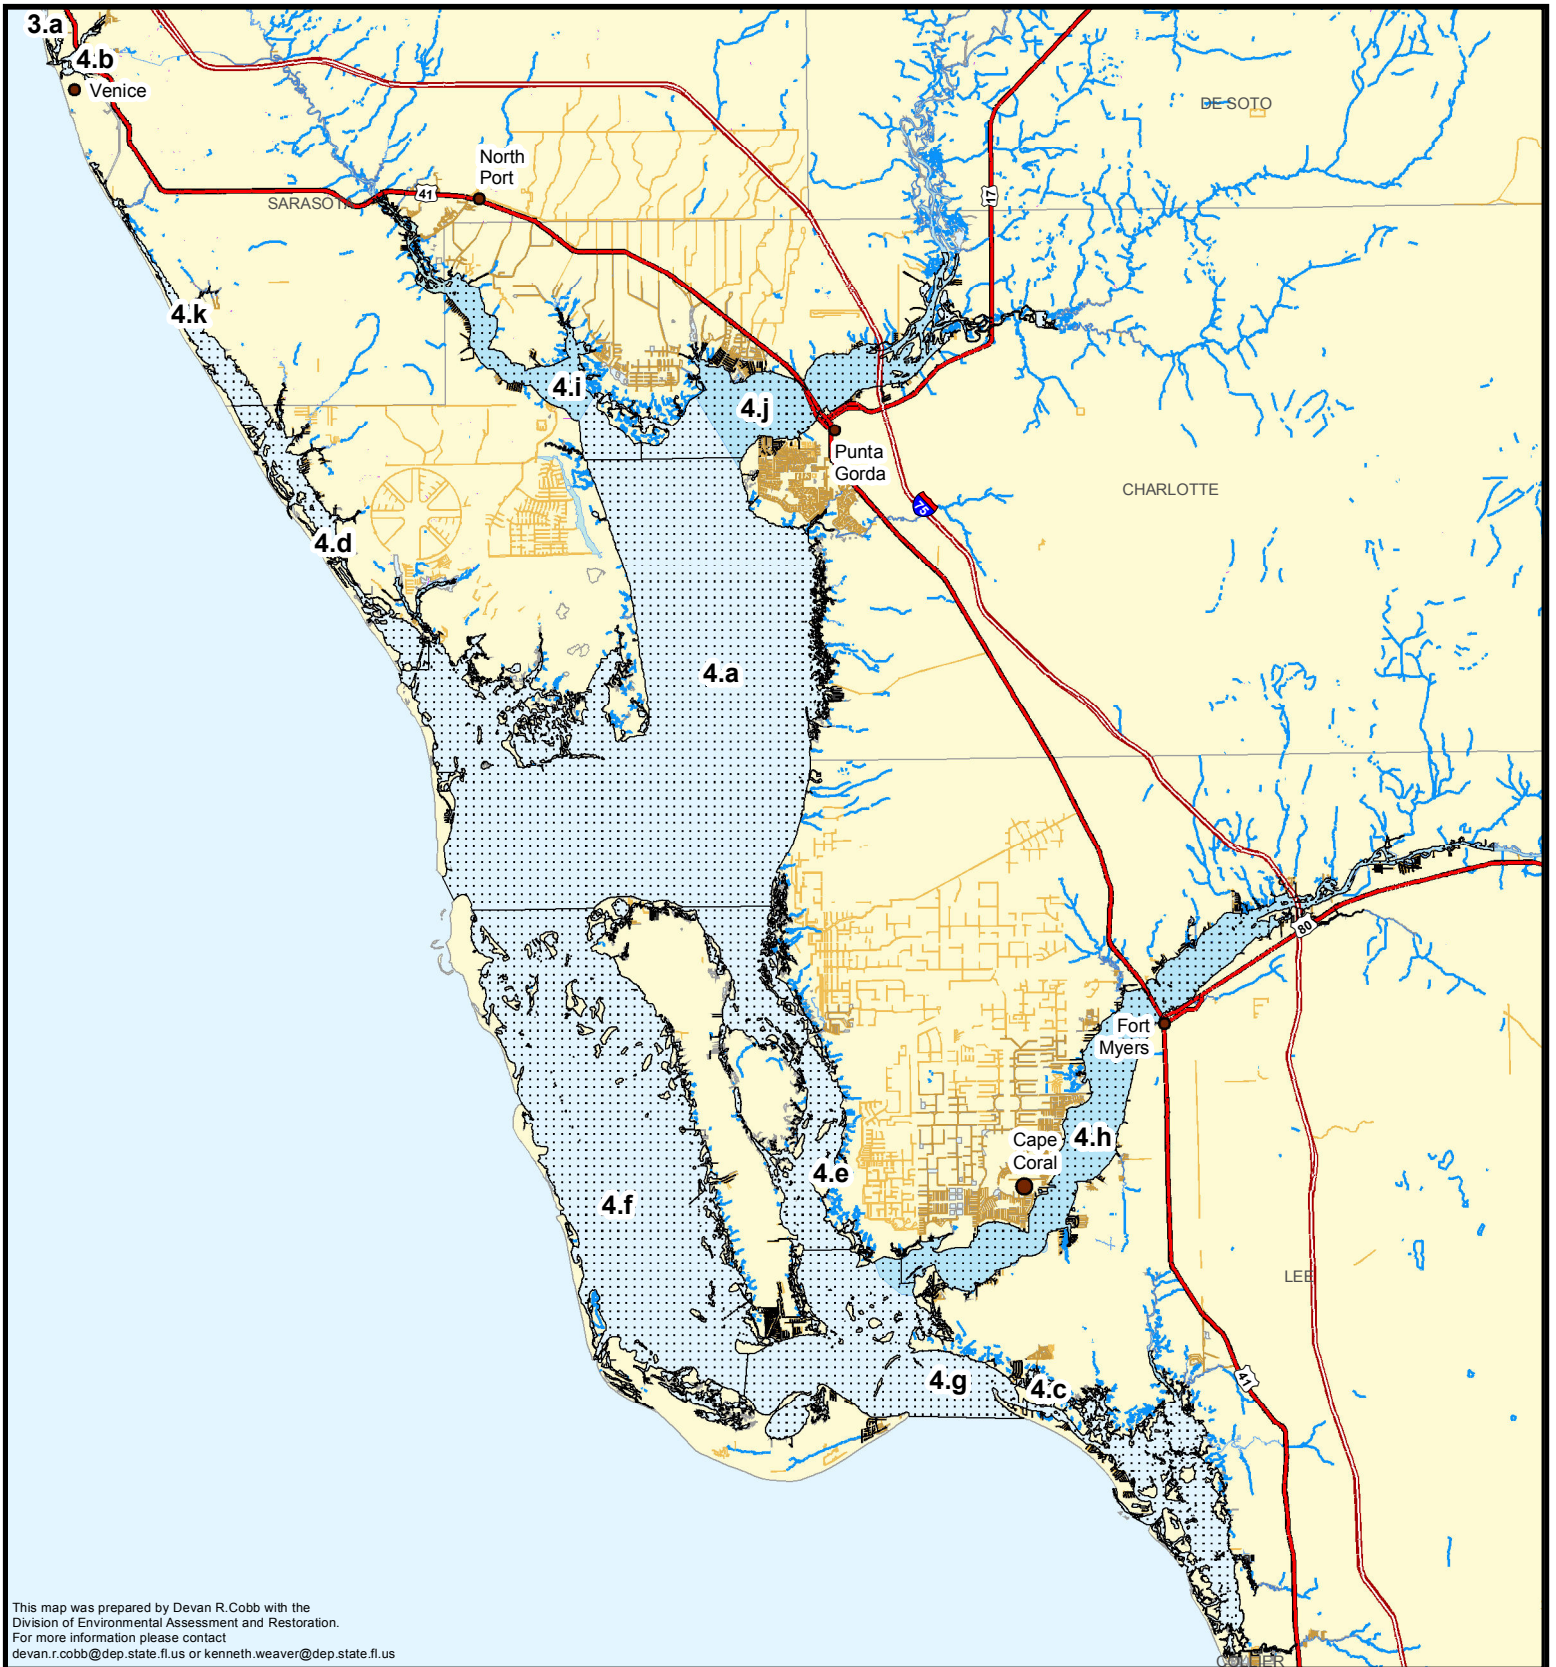 3.a
4.b
Venice
DE SOTO
North
Port
41
17
SARASOTA
4.k
4.i
4.j
Punta
Gorda
CHARLOTTE
75
4.d
4.a
80
Fort
Myers
Cape
Coral
4.h
4.e
4.f
LEE
4.g
4.c
41
This map was prepared by Devan R.Cobb with the
Division of Environmental Assessment and Restoration.
For more information please contact
devan.r.cobb@dep.state.fl.us or kenneth.weaver@dep.state.fl.us
COLLIER